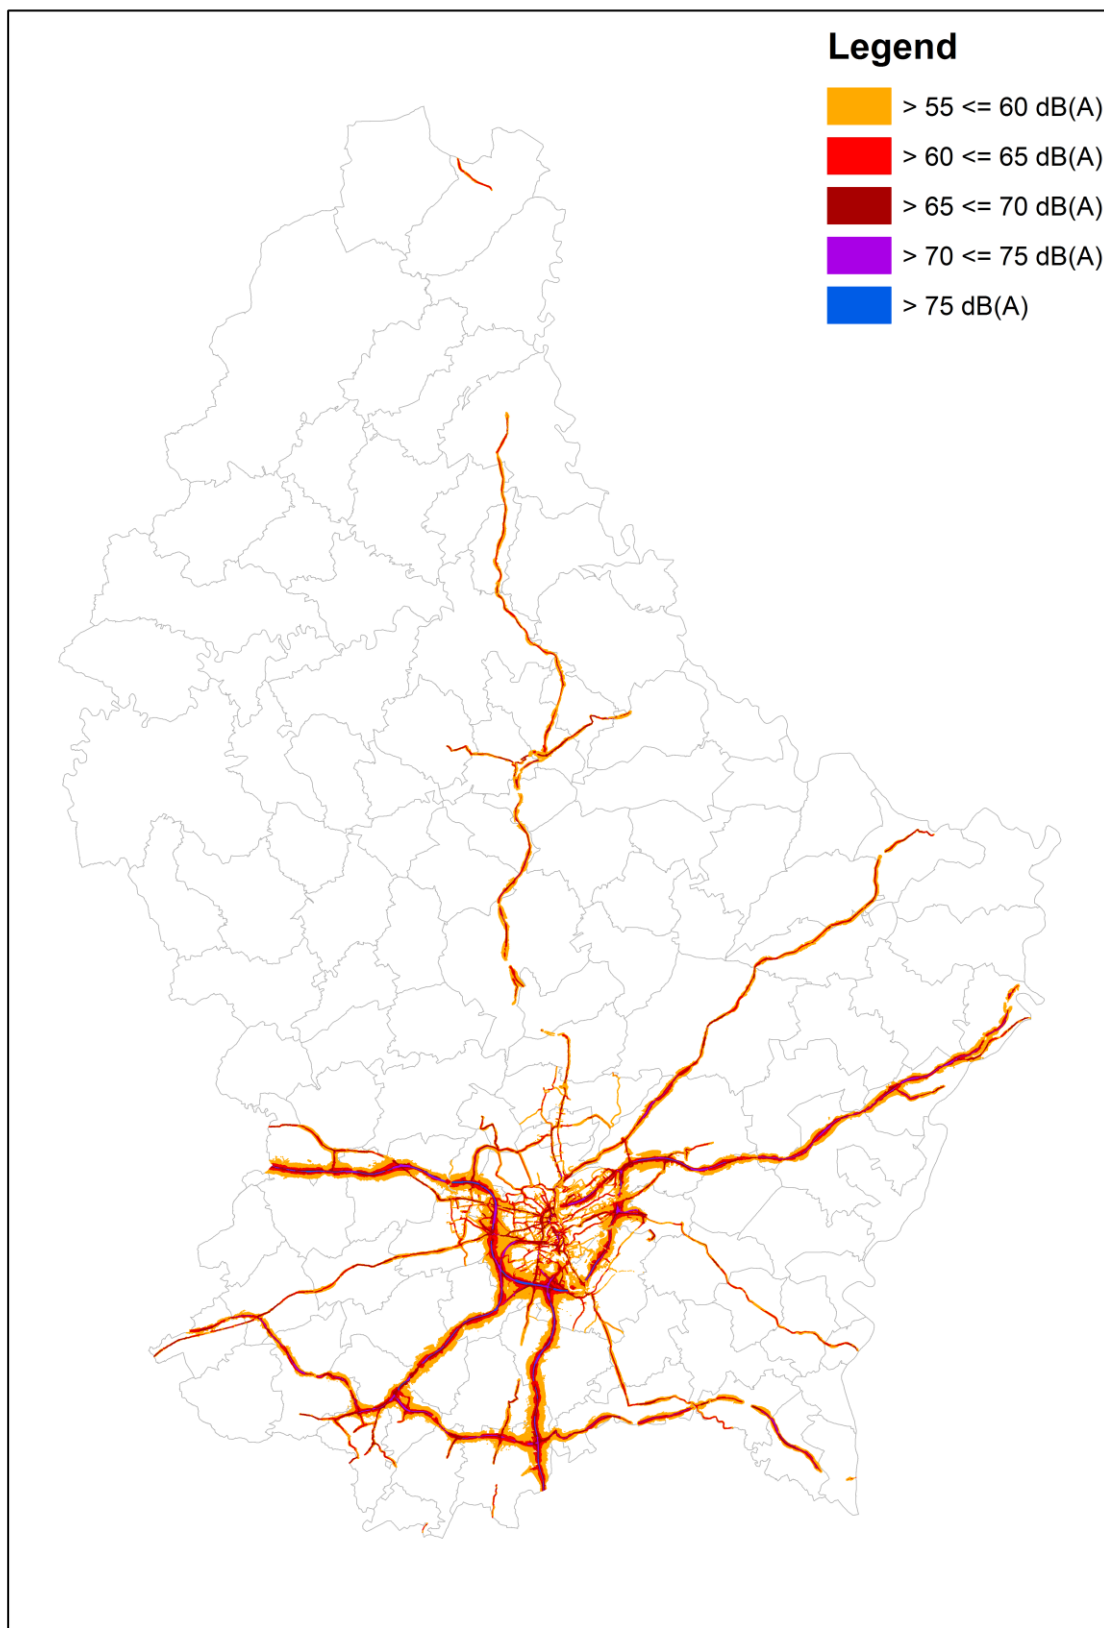 Legend
> 55 <= 60 dB(A)
> 60 <= 65 dB(A)
> 65 <= 70 dB(A)
> 70 <= 75 dB(A)
> 75 dB(A)